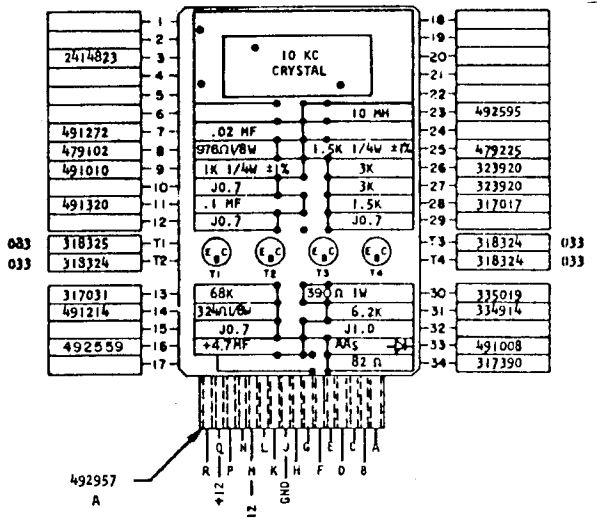 1 18
2 19
2414823 3 10 KC 20
4 CRYSTAL 21
5 22
6 10 MH 23 492595
491272 7 .02 MF 24
479102 8 976Ω1/8W 1.5K 1/4W ±1% 25 479225
491010 9 1K 1/4W ±1% 3K 26 323920
10 J0.7 3K 27 323920
491320 11 .1 MF 1.5K 28 317017
12 J0.7 J0.7 29
083 318325 T1 E B C E B C E B C E B C T3 318324 033
033 318324 T2 T1 T2 T3 T4 T4 318324 033
317031 13 68K 390 Ω 1W 30 335019
491214 14 324Ω1/8W 6.2K 31 334914
15 J0.7 J1.0 32
492559 16 +4.7MF AA S 33 491008
17 82 Ω 34 317390
R Q P N M L K J H G F E D C B A
+12 12 GND
492957
A